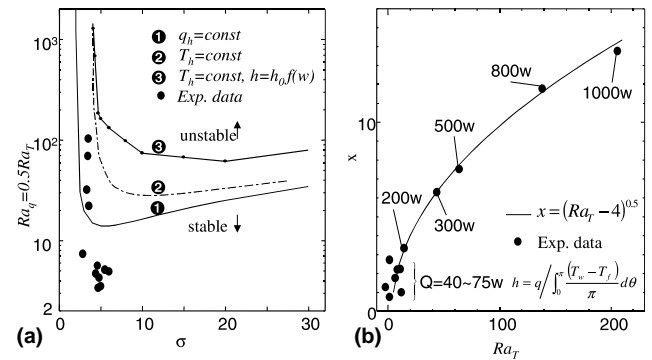 10³
10²
10
2
Ra_q=0.5Ra_T
❶ q_h=const
❷ T_h=const
❸ T_h=const, h=h_0f(w)
● Exp. data
unstable
❸
❷
❶
stable
0 10 20 30
σ
(a)
x
10
0
800w
1000w
500w
200w
300w
x = (Ra_T − 4)^0.5
● Exp. data
Q=40~75w h = q/∫_0^π (T_w − T_f)/π dθ
0 100 200
Ra_T
(b)